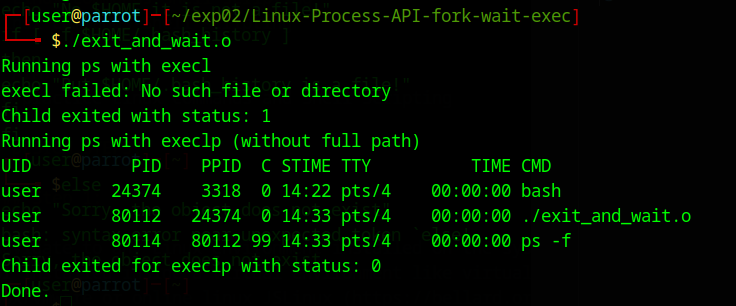 [user@parrot]─[~/exp02/Linux-Process-API-fork-wait-exec]
$./exit_and_wait.o
Running ps with execl
execl failed: No such file or directory
Child exited with status: 1
Running ps with execlp (without full path)
UID PID PPID C STIME TTY TIME CMD
user 24374 3318 0 14:22 pts/4 00:00:00 bash
user 80112 24374 0 14:33 pts/4 00:00:00 ./exit_and_wait.o
user 80114 80112 99 14:33 pts/4 00:00:00 ps -f
Child exited for execlp with status: 0
Done.